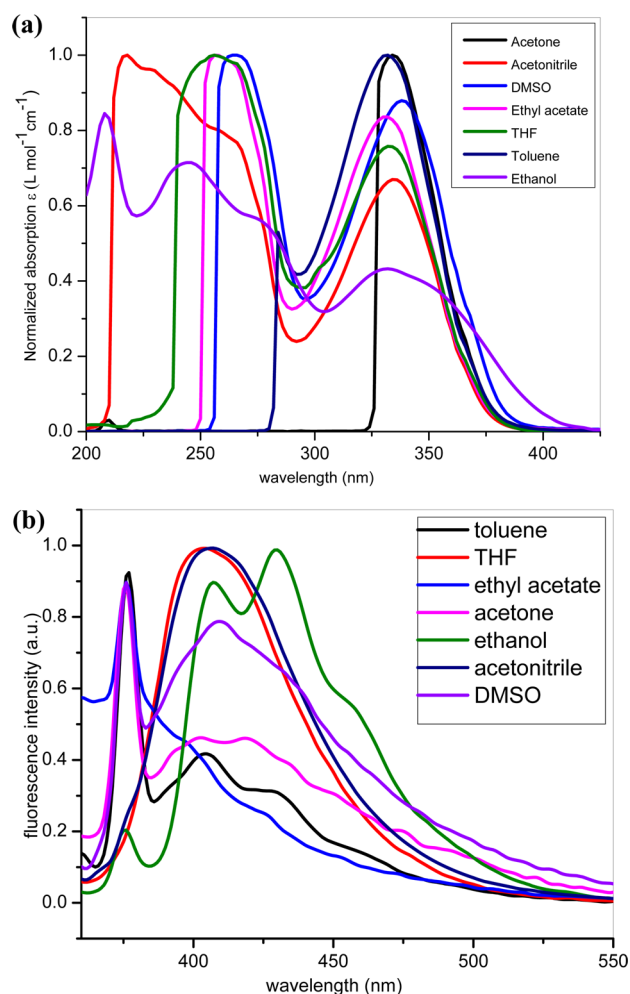 (a)
Normalized absorption ε (L mol⁻¹cm⁻¹)
1.0
0.8
0.6
0.4
0.2
0.0
Acetone
Acetonitrile
DMSO
Ethyl acetate
THF
Toluene
Ethanol
200 250 300 350 400
wavelength (nm)
(b)
fluorescence intensity (a.u.)
1.0
0.8
0.6
0.4
0.2
0.0
toluene
THF
ethyl acetate
acetone
ethanol
acetonitrile
DMSO
400 450 500 550
wavelength (nm)